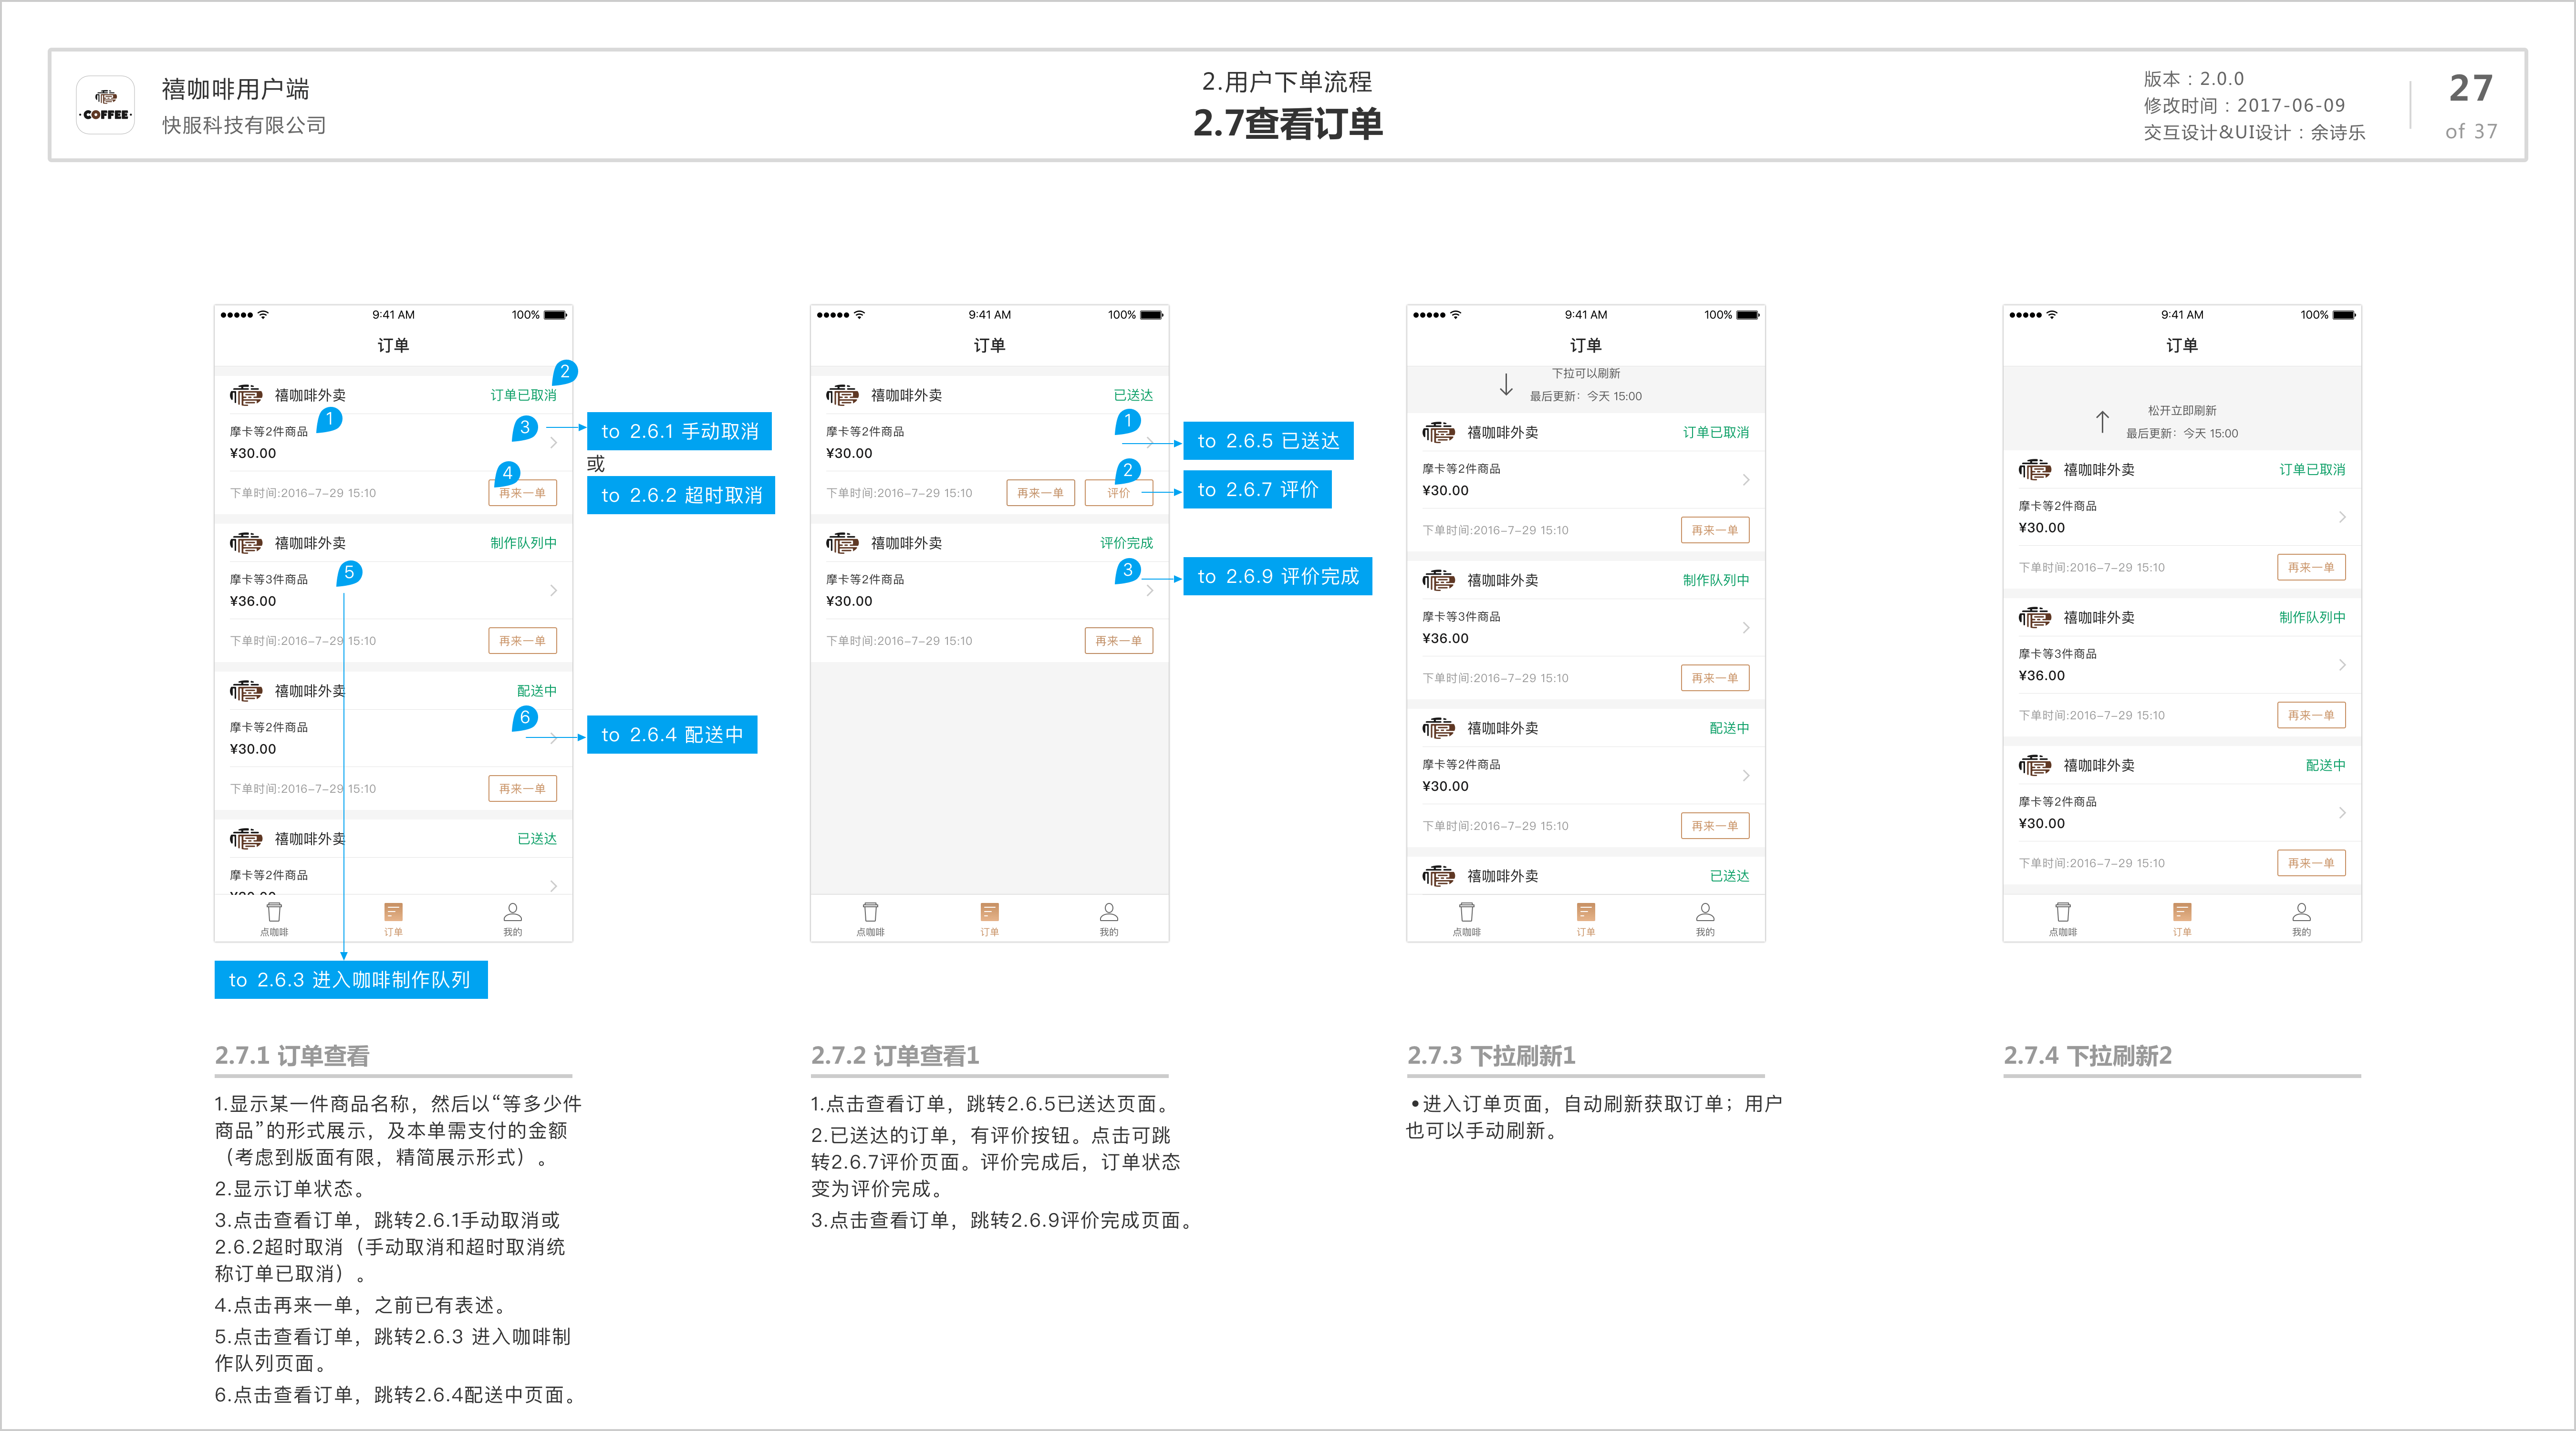 COFFEE
禧咖啡用户端
快服科技有限公司
2.用户下单流程
2.7查看订单
版本：2.0.0
修改时间：2017-06-09
交互设计&UI设计：余诗乐
27
of 37
9:41 AM
100%
订单
禧咖啡外卖
订单已取消
2
1
摩卡等2件商品
¥30.00
3
4
下单时间:2016-7-29 15:10
再来一单
禧咖啡外卖
制作队列中
摩卡等3件商品
5
¥36.00
下单时间:2016-7-29 15:10
再来一单
禧咖啡外卖
配送中
摩卡等2件商品
6
¥30.00
下单时间:2016-7-29 15:10
再来一单
禧咖啡外卖
已送达
摩卡等2件商品
点咖啡
订单
我的
to 2.6.1 手动取消
或
to 2.6.2 超时取消
to 2.6.4 配送中
to 2.6.3 进入咖啡制作队列
9:41 AM
100%
订单
禧咖啡外卖
已送达
1
摩卡等2件商品
¥30.00
2
下单时间:2016-7-29 15:10
再来一单
评价
禧咖啡外卖
评价完成
3
摩卡等2件商品
¥30.00
下单时间:2016-7-29 15:10
再来一单
点咖啡
订单
我的
to 2.6.5 已送达
to 2.6.7 评价
to 2.6.9 评价完成
9:41 AM
100%
订单
下拉可以刷新
最后更新：今天 15:00
禧咖啡外卖
订单已取消
摩卡等2件商品
¥30.00
下单时间:2016-7-29 15:10
再来一单
禧咖啡外卖
制作队列中
摩卡等3件商品
¥36.00
下单时间:2016-7-29 15:10
再来一单
禧咖啡外卖
配送中
摩卡等2件商品
¥30.00
下单时间:2016-7-29 15:10
再来一单
禧咖啡外卖
已送达
点咖啡
订单
我的
9:41 AM
100%
订单
松开立即刷新
最后更新：今天 15:00
禧咖啡外卖
订单已取消
摩卡等2件商品
¥30.00
下单时间:2016-7-29 15:10
再来一单
禧咖啡外卖
制作队列中
摩卡等3件商品
¥36.00
下单时间:2016-7-29 15:10
再来一单
禧咖啡外卖
配送中
摩卡等2件商品
¥30.00
下单时间:2016-7-29 15:10
再来一单
点咖啡
订单
我的
2.7.1 订单查看
1.显示某一件商品名称，然后以“等多少件
商品”的形式展示，及本单需支付的金额
（考虑到版面有限，精简展示形式）。
2.显示订单状态。
3.点击查看订单，跳转2.6.1手动取消或
2.6.2超时取消（手动取消和超时取消统
称订单已取消）。
4.点击再来一单，之前已有表述。
5.点击查看订单，跳转2.6.3 进入咖啡制
作队列页面。
6.点击查看订单，跳转2.6.4配送中页面。
2.7.2 订单查看1
1.点击查看订单，跳转2.6.5已送达页面。
2.已送达的订单，有评价按钮。点击可跳
转2.6.7评价页面。评价完成后，订单状态
变为评价完成。
3.点击查看订单，跳转2.6.9评价完成页面。
2.7.3 下拉刷新1
•进入订单页面，自动刷新获取订单；用户
也可以手动刷新。
2.7.4 下拉刷新2